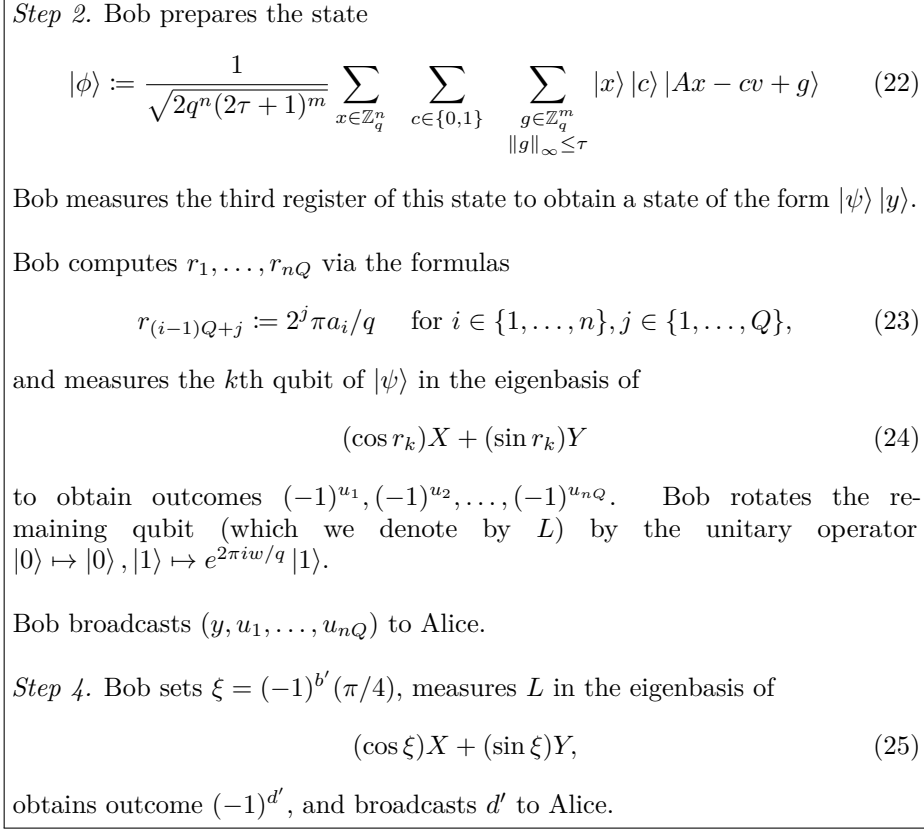 Step 2. Bob prepares the state
|ϕ⟩ := 1/√(2qⁿ(2τ + 1)ᵐ) ∑_{x∈ℤ_q^n} ∑_{c∈{0,1}} ∑_{g∈ℤ_q^m, ‖g‖_∞≤τ} |x⟩ |c⟩ |Ax − cv + g⟩ (22)
Bob measures the third register of this state to obtain a state of the form |ψ⟩ |y⟩.
Bob computes r₁, . . . , r_{nQ} via the formulas
r_{(i−1)Q+j} := 2^j πa_i/q for i ∈ {1, . . . , n}, j ∈ {1, . . . , Q}, (23)
and measures the kth qubit of |ψ⟩ in the eigenbasis of
(cos r_k)X + (sin r_k)Y (24)
to obtain outcomes (−1)^{u₁}, (−1)^{u₂}, . . . , (−1)^{u_{nQ}}. Bob rotates the re-
maining qubit (which we denote by L) by the unitary operator
|0⟩ ↦ |0⟩ , |1⟩ ↦ e^{2πiw/q} |1⟩.
Bob broadcasts (y, u₁, . . . , u_{nQ}) to Alice.
Step 4. Bob sets ξ = (−1)^{b′}(π/4), measures L in the eigenbasis of
(cos ξ)X + (sin ξ)Y, (25)
obtains outcome (−1)^{d′}, and broadcasts d′ to Alice.